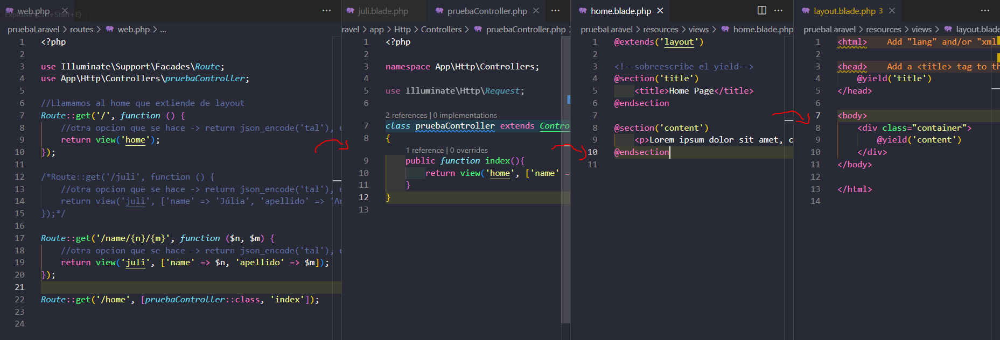 web.php
Explorer (Ctrl+Shift+E)
pruebaLaravel > routes > web.php > ...
1 <?php
2
3 use Illuminate\Support\Facades\Route;
4 use App\Http\Controllers\pruebaController;
5
6 //Llamamos al home que extiende de layout
7 Route::get('/', function () {
8 //otra opcion que se hace -> return json_encode('tal'),
9 return view('home');
10 });
11
12 /*Route::get('/juli', function () {
13 //otra opcion que se hace -> return json_encode('tal'),
14 return view('juli', ['name' => 'Júlia', 'apellido' =>
15 });*/
16
17 Route::get('/name/{n}/{m}', function ($n, $m) {
18 //otra opcion que se hace -> return json_encode('tal'),
19 return view('juli', ['name' => $n, 'apellido' => $m]);
20 });
21
22 Route::get('/home', [pruebaController::class, 'index']);
23
24
juli.blade.php pruebaController.php
ravel > app > Http > Controllers > pruebaController.php
1 <?php
2
3 namespace App\Http\Controllers;
4
5 use Illuminate\Http\Request;
6
2 references | 0 implementations
7 class pruebaController extends Contro
8 {
1 reference | 0 overrides
9 public function index(){
10 return view('home', ['name' =
11 }
12 }
13
home.blade.php
pruebaLaravel > resources > views > home.blade.php
1 @extends('layout')
2
3 <!--sobreescribe el yield-->
4 @section('title')
5 <title>Home Page</title>
6 @endsection
7
8 @section('content')
9 <p>Lorem ipsum dolor sit amet, c
10 @endsection
11
layout.blade.php 3
pruebaLaravel > resources > views > layout.blade
1 <html> Add "lang" and/or "xml
2
3 <head> Add a <title> tag to th
4 @yield('title')
5 </head>
6
7 <body>
8 <div class="container">
9 @yield('content')
10 </div>
11 </body>
12
13 </html>
14